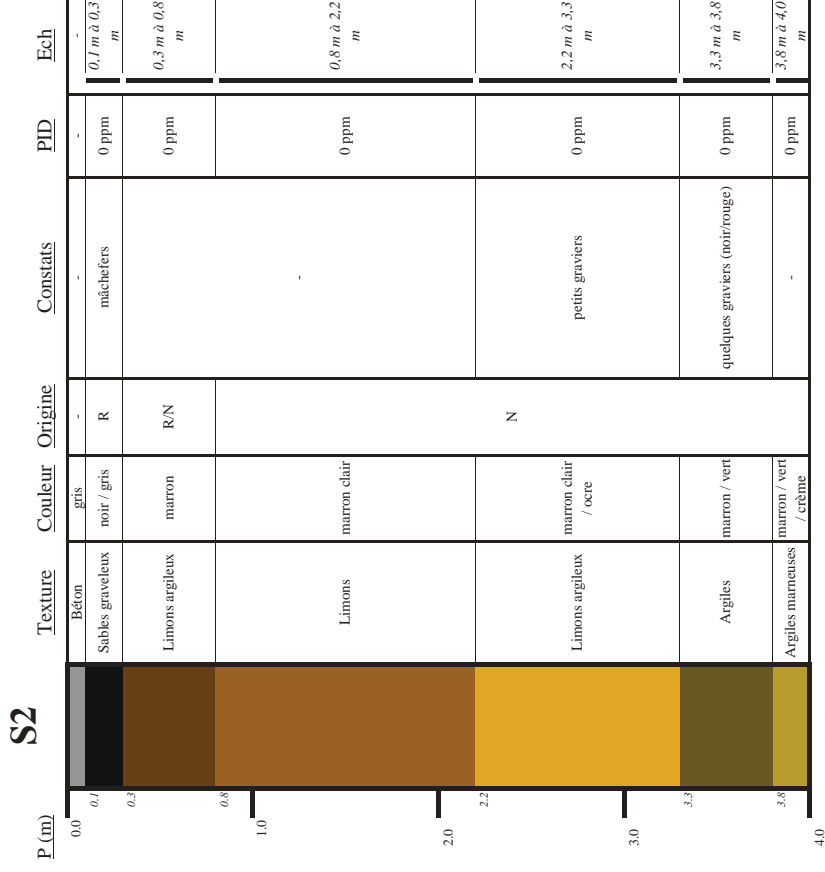 S2
P (m)
Texture
Couleur
Origine
Constats
PID
Ech
0.0
Béton
gris
-
-
-
-
0.1
Sables graveleux
noir / gris
R
mâchefers
0 ppm
0,1 m à 0,3
m
0.3
Limons argileux
marron
R/N
-
0 ppm
0,3 m à 0,8
m
0.8
Limons
marron clair
N
0 ppm
0,8 m à 2,2
m
1.0
2.0
2.2
Limons argileux
marron clair
/ ocre
petits graviers
0 ppm
2,2 m à 3,3
m
3.0
3.3
Argiles
marron / vert
quelques graviers (noir/rouge)
0 ppm
3,3 m à 3,8
m
3.8
Argiles marneuses
marron / vert
/ crème
-
0 ppm
3,8 m à 4,0
m
4.0